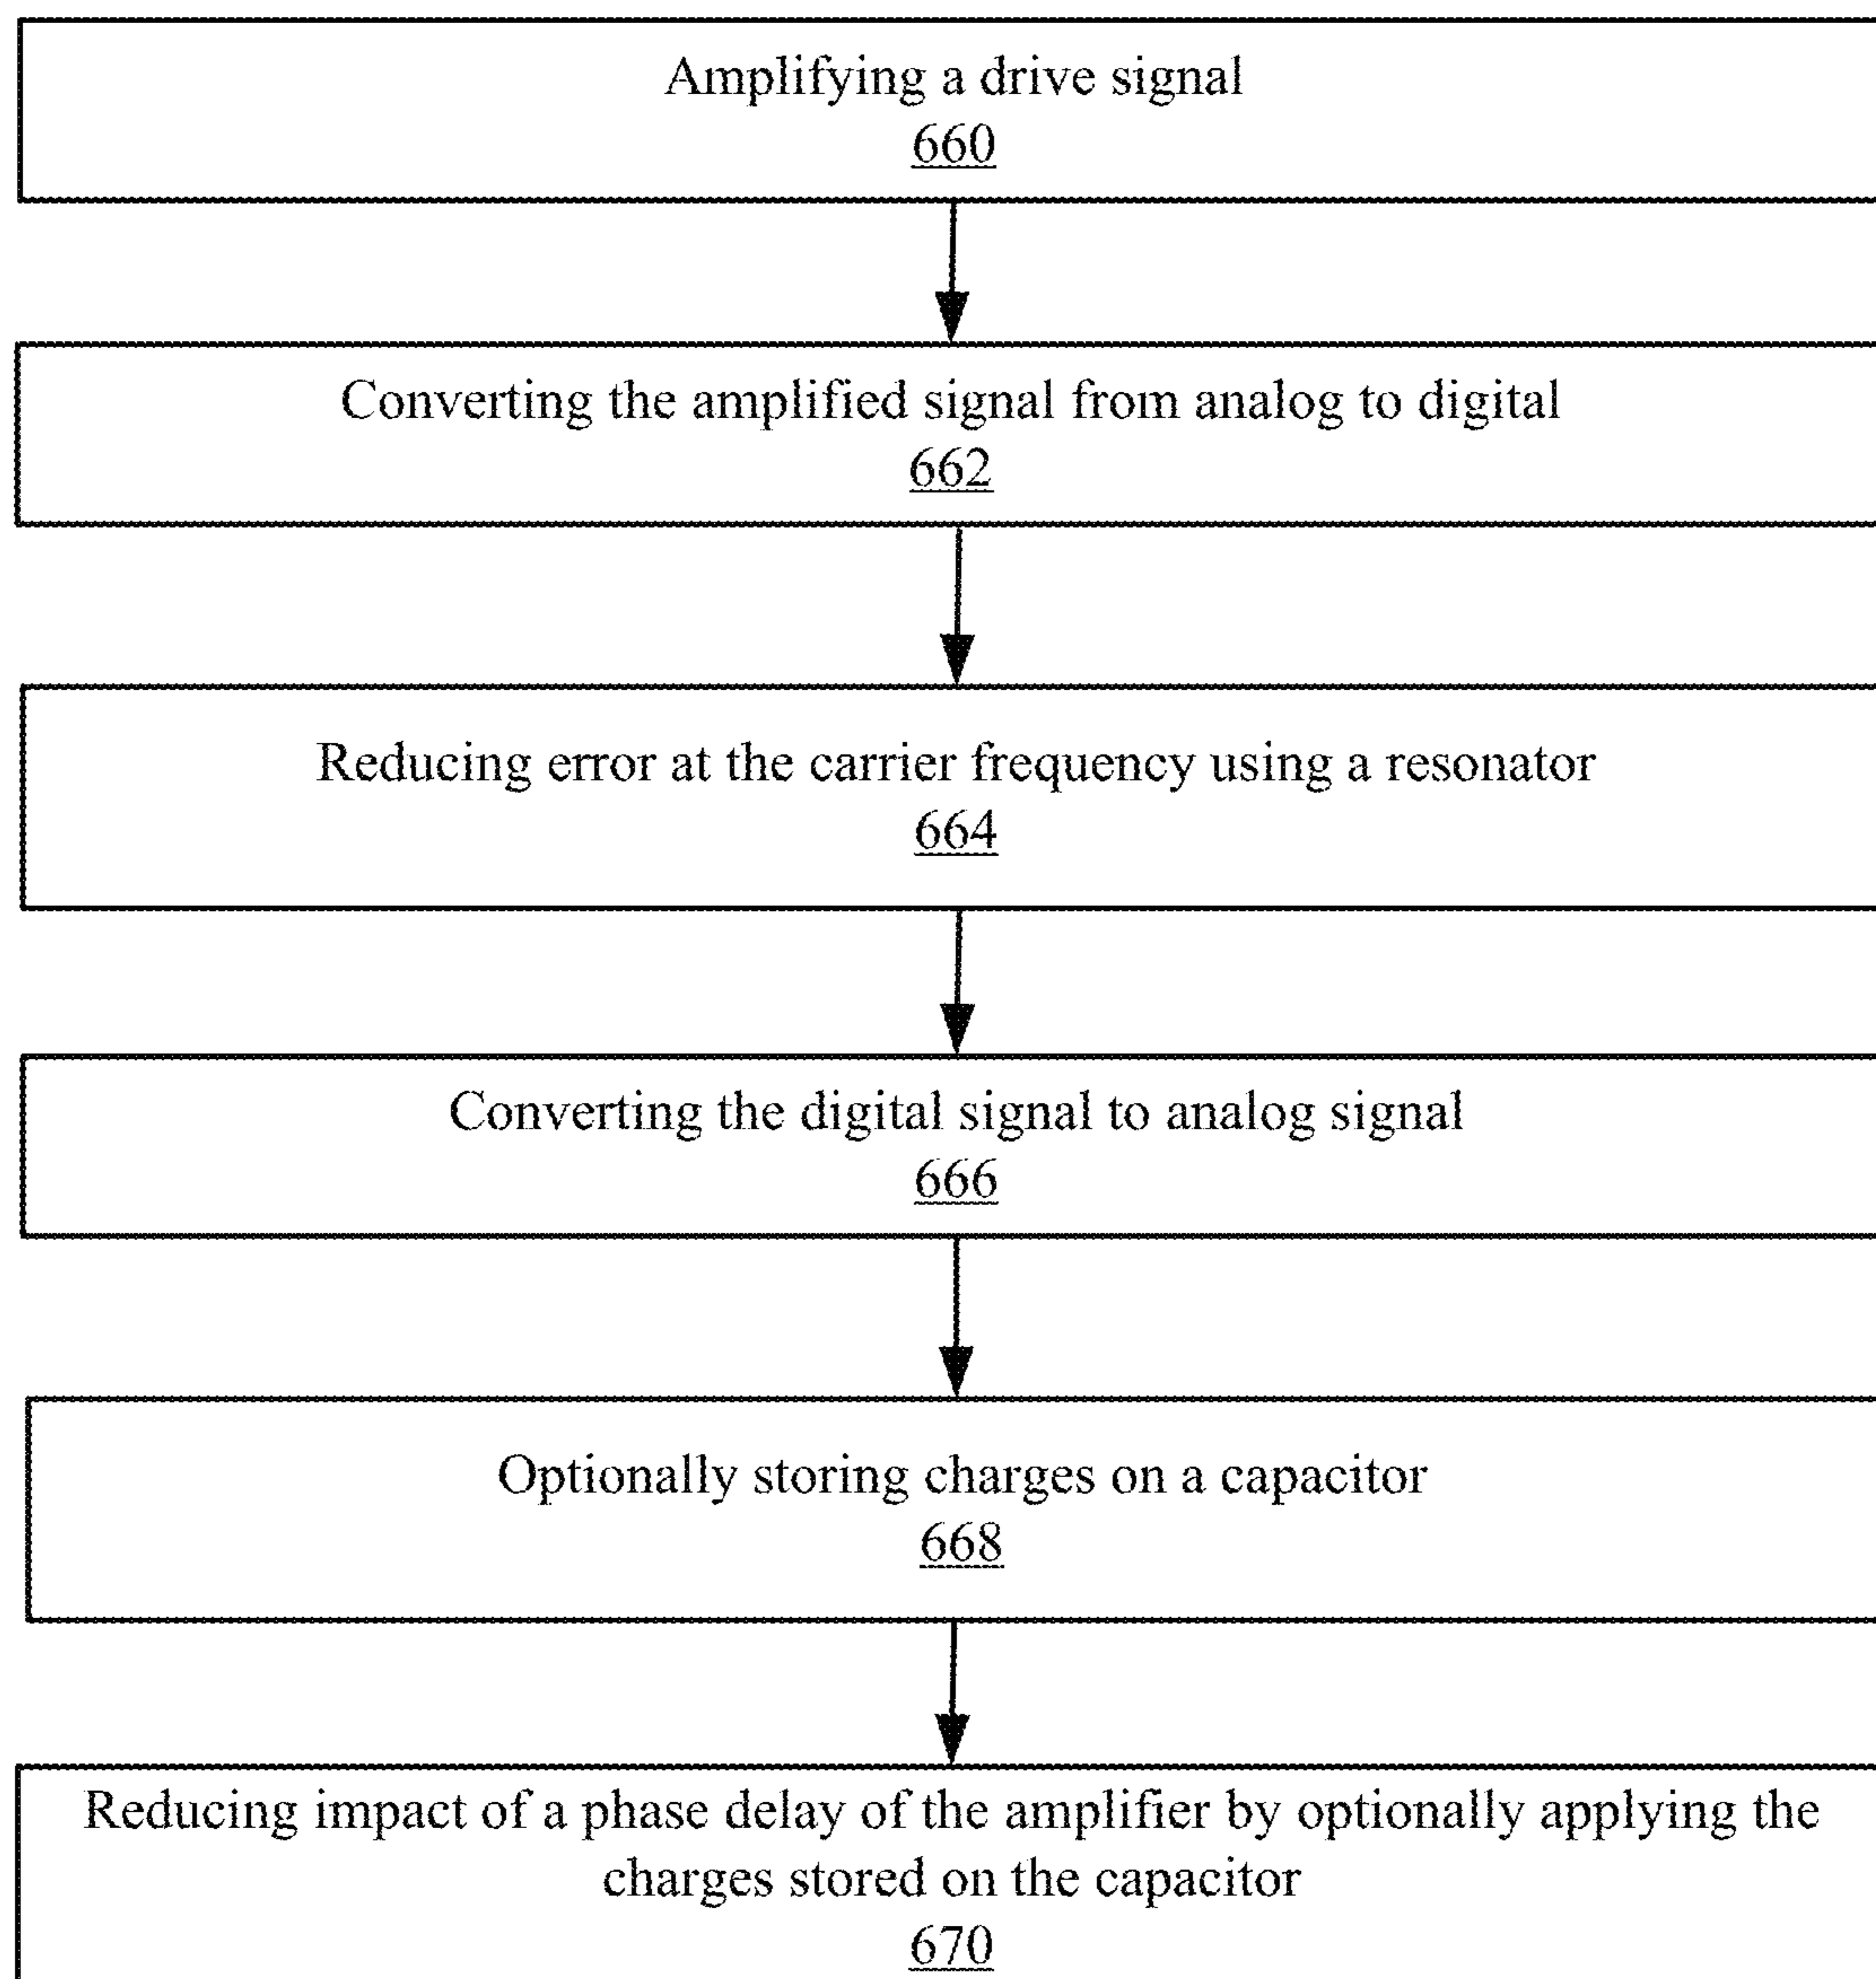 Amplifying a drive signal
660
Converting the amplified signal from analog to digital
662
Reducing error at the carrier frequency using a resonator
664
Converting the digital signal to analog signal
666
Optionally storing charges on a capacitor
668
Reducing impact of a phase delay of the amplifier by optionally applying the
charges stored on the capacitor
670